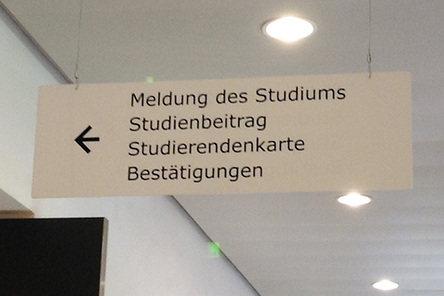 Meldung des Studiums
Studienbeitrag
Studierendenkarte
Bestätigungen